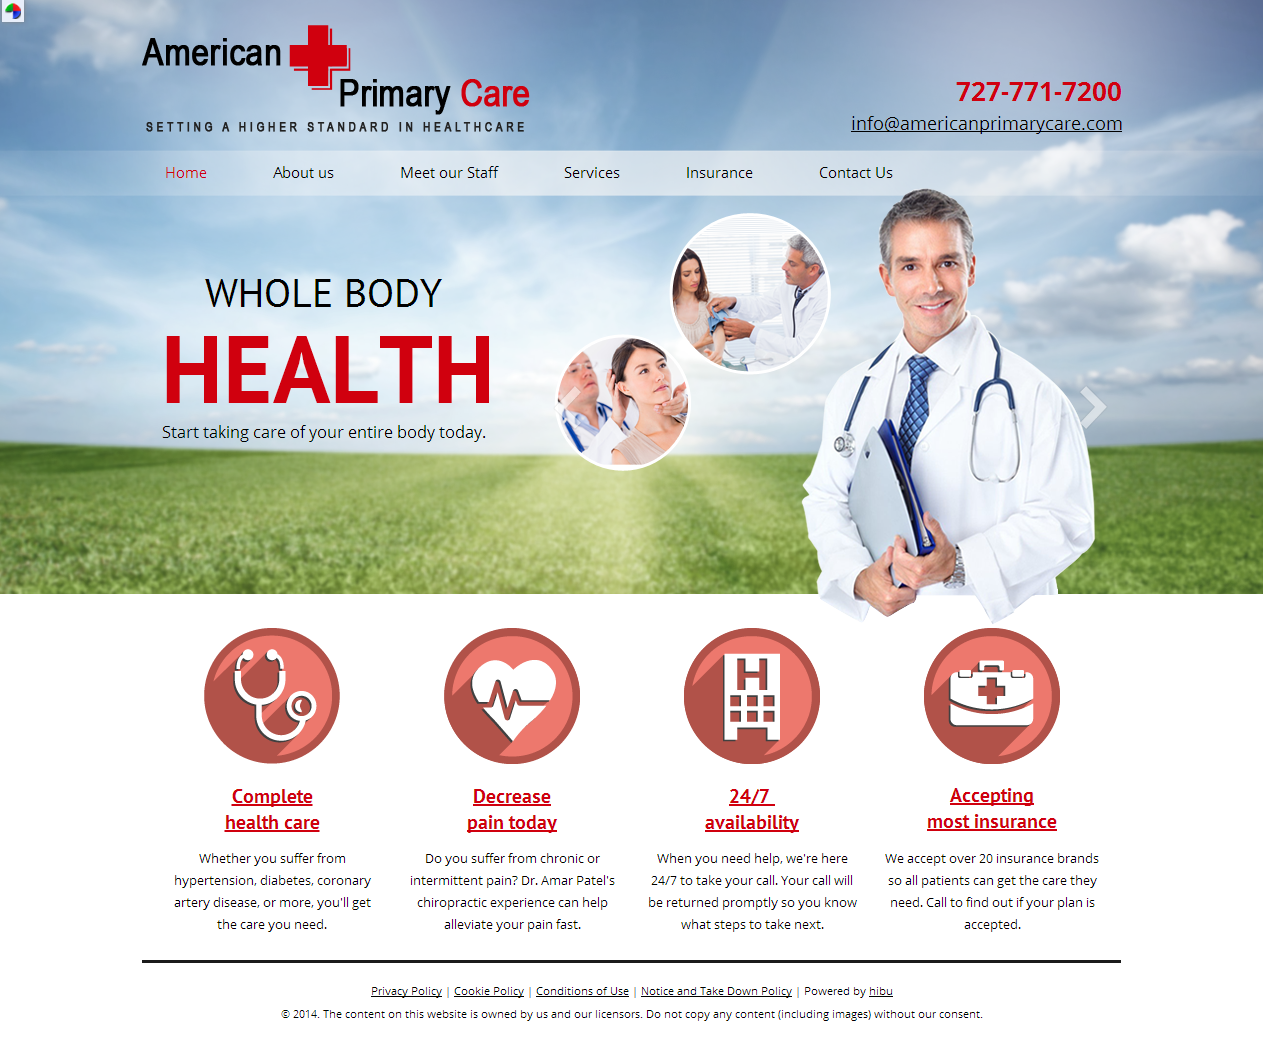 American
Primary Care
SETTING A HIGHER STANDARD IN HEALTHCARE
727-771-7200
info@americanprimarycare.com
Home About us Meet our Staff Services Insurance Contact Us
WHOLE BODY
HEALTH
Start taking care of your entire body today.
H
Complete
health care
Whether you suffer from
hypertension, diabetes, coronary
artery disease, or more, you'll get
the care you need.
Decrease
pain today
Do you suffer from chronic or
intermittent pain? Dr. Amar Patel's
chiropractic experience can help
alleviate your pain fast.
24/7
availability
When you need help, we're here
24/7 to take your call. Your call will
be returned promptly so you know
what steps to take next.
Accepting
most insurance
We accept over 20 insurance brands
so all patients can get the care they
need. Call to find out if your plan is
accepted.
Privacy Policy | Cookie Policy | Conditions of Use | Notice and Take Down Policy | Powered by hibu
© 2014. The content on this website is owned by us and our licensors. Do not copy any content (including images) without our consent.